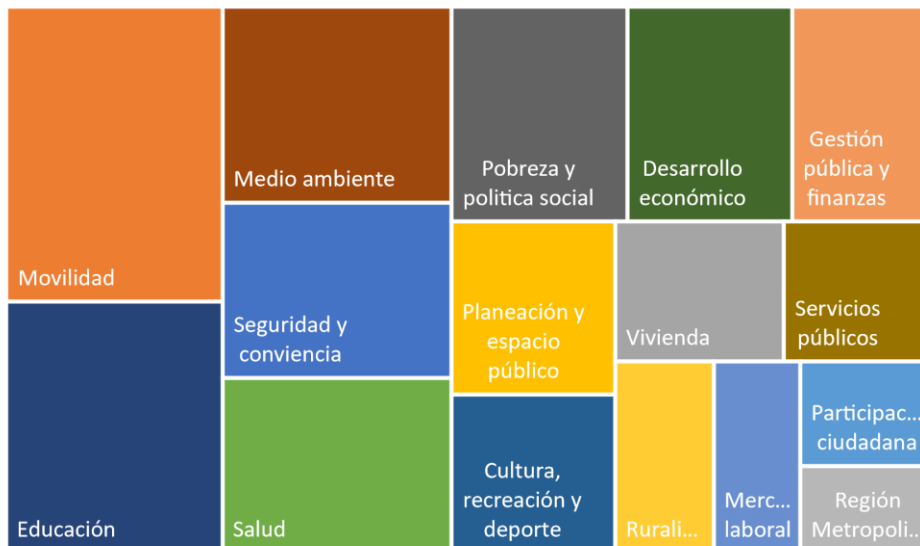 Movilidad
Educación
Medio ambiente
Seguridad y
conviencia
Salud
Pobreza y
politica social
Desarrollo
económico
Gestión
pública y
finanzas
Planeación y
espacio
público
Cultura,
recreación y
deporte
Vivienda
Servicios
públicos
Rurali...
Merc...
laboral
Participac...
ciudadana
Región
Metropoli...